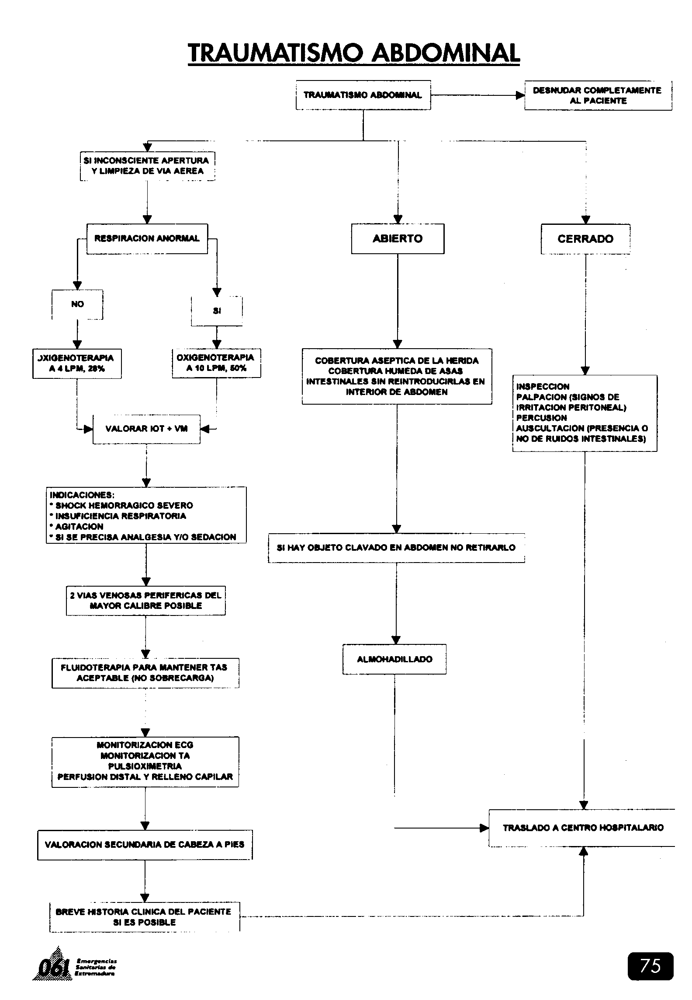 TRAUMATISMO ABDOMINAL
TRAUMATISMO ABDOMINAL
DESNUDAR COMPLETAMENTE
AL PACIENTE
SI INCONSCIENTE APERTURA
Y LIMPIEZA DE VIA AEREA
RESPIRACION ANORMAL
NO
SI
OXIGENOTERAPIA
A 4 LPM, 28%
OXIGENOTERAPIA
A 10 LPM, 50%
VALORAR IOT + VM
INDICACIONES:
* SHOCK HEMORRAGICO SEVERO
* INSUFICIENCIA RESPIRATORIA
* AGITACION
* SI SE PRECISA ANALGESIA Y/O SEDACION
2 VIAS VENOSAS PERIFERICAS DEL
MAYOR CALIBRE POSIBLE
FLUIDOTERAPIA PARA MANTENER TAS
ACEPTABLE (NO SOBRECARGA)
MONITORIZACION ECG
MONITORIZACION TA
PULSIOXIMETRIA
PERFUSION DISTAL Y RELLENO CAPILAR
VALORACION SECUNDARIA DE CABEZA A PIES
BREVE HISTORIA CLINICA DEL PACIENTE
SI ES POSIBLE
ABIERTO
COBERTURA ASEPTICA DE LA HERIDA
COBERTURA HUMEDA DE ASAS
INTESTINALES SIN REINTRODUCIRLAS EN
INTERIOR DE ABDOMEN
SI HAY OBJETO CLAVADO EN ABDOMEN NO RETIRARLO
ALMOHADILLADO
CERRADO
INSPECCION
PALPACION (SIGNOS DE
IRRITACION PERITONEAL)
PERCUSION
AUSCULTACION (PRESENCIA O
NO DE RUIDOS INTESTINALES)
TRASLADO A CENTRO HOSPITALARIO
061
Emergencias
Sanitarias de
Extremadura
75